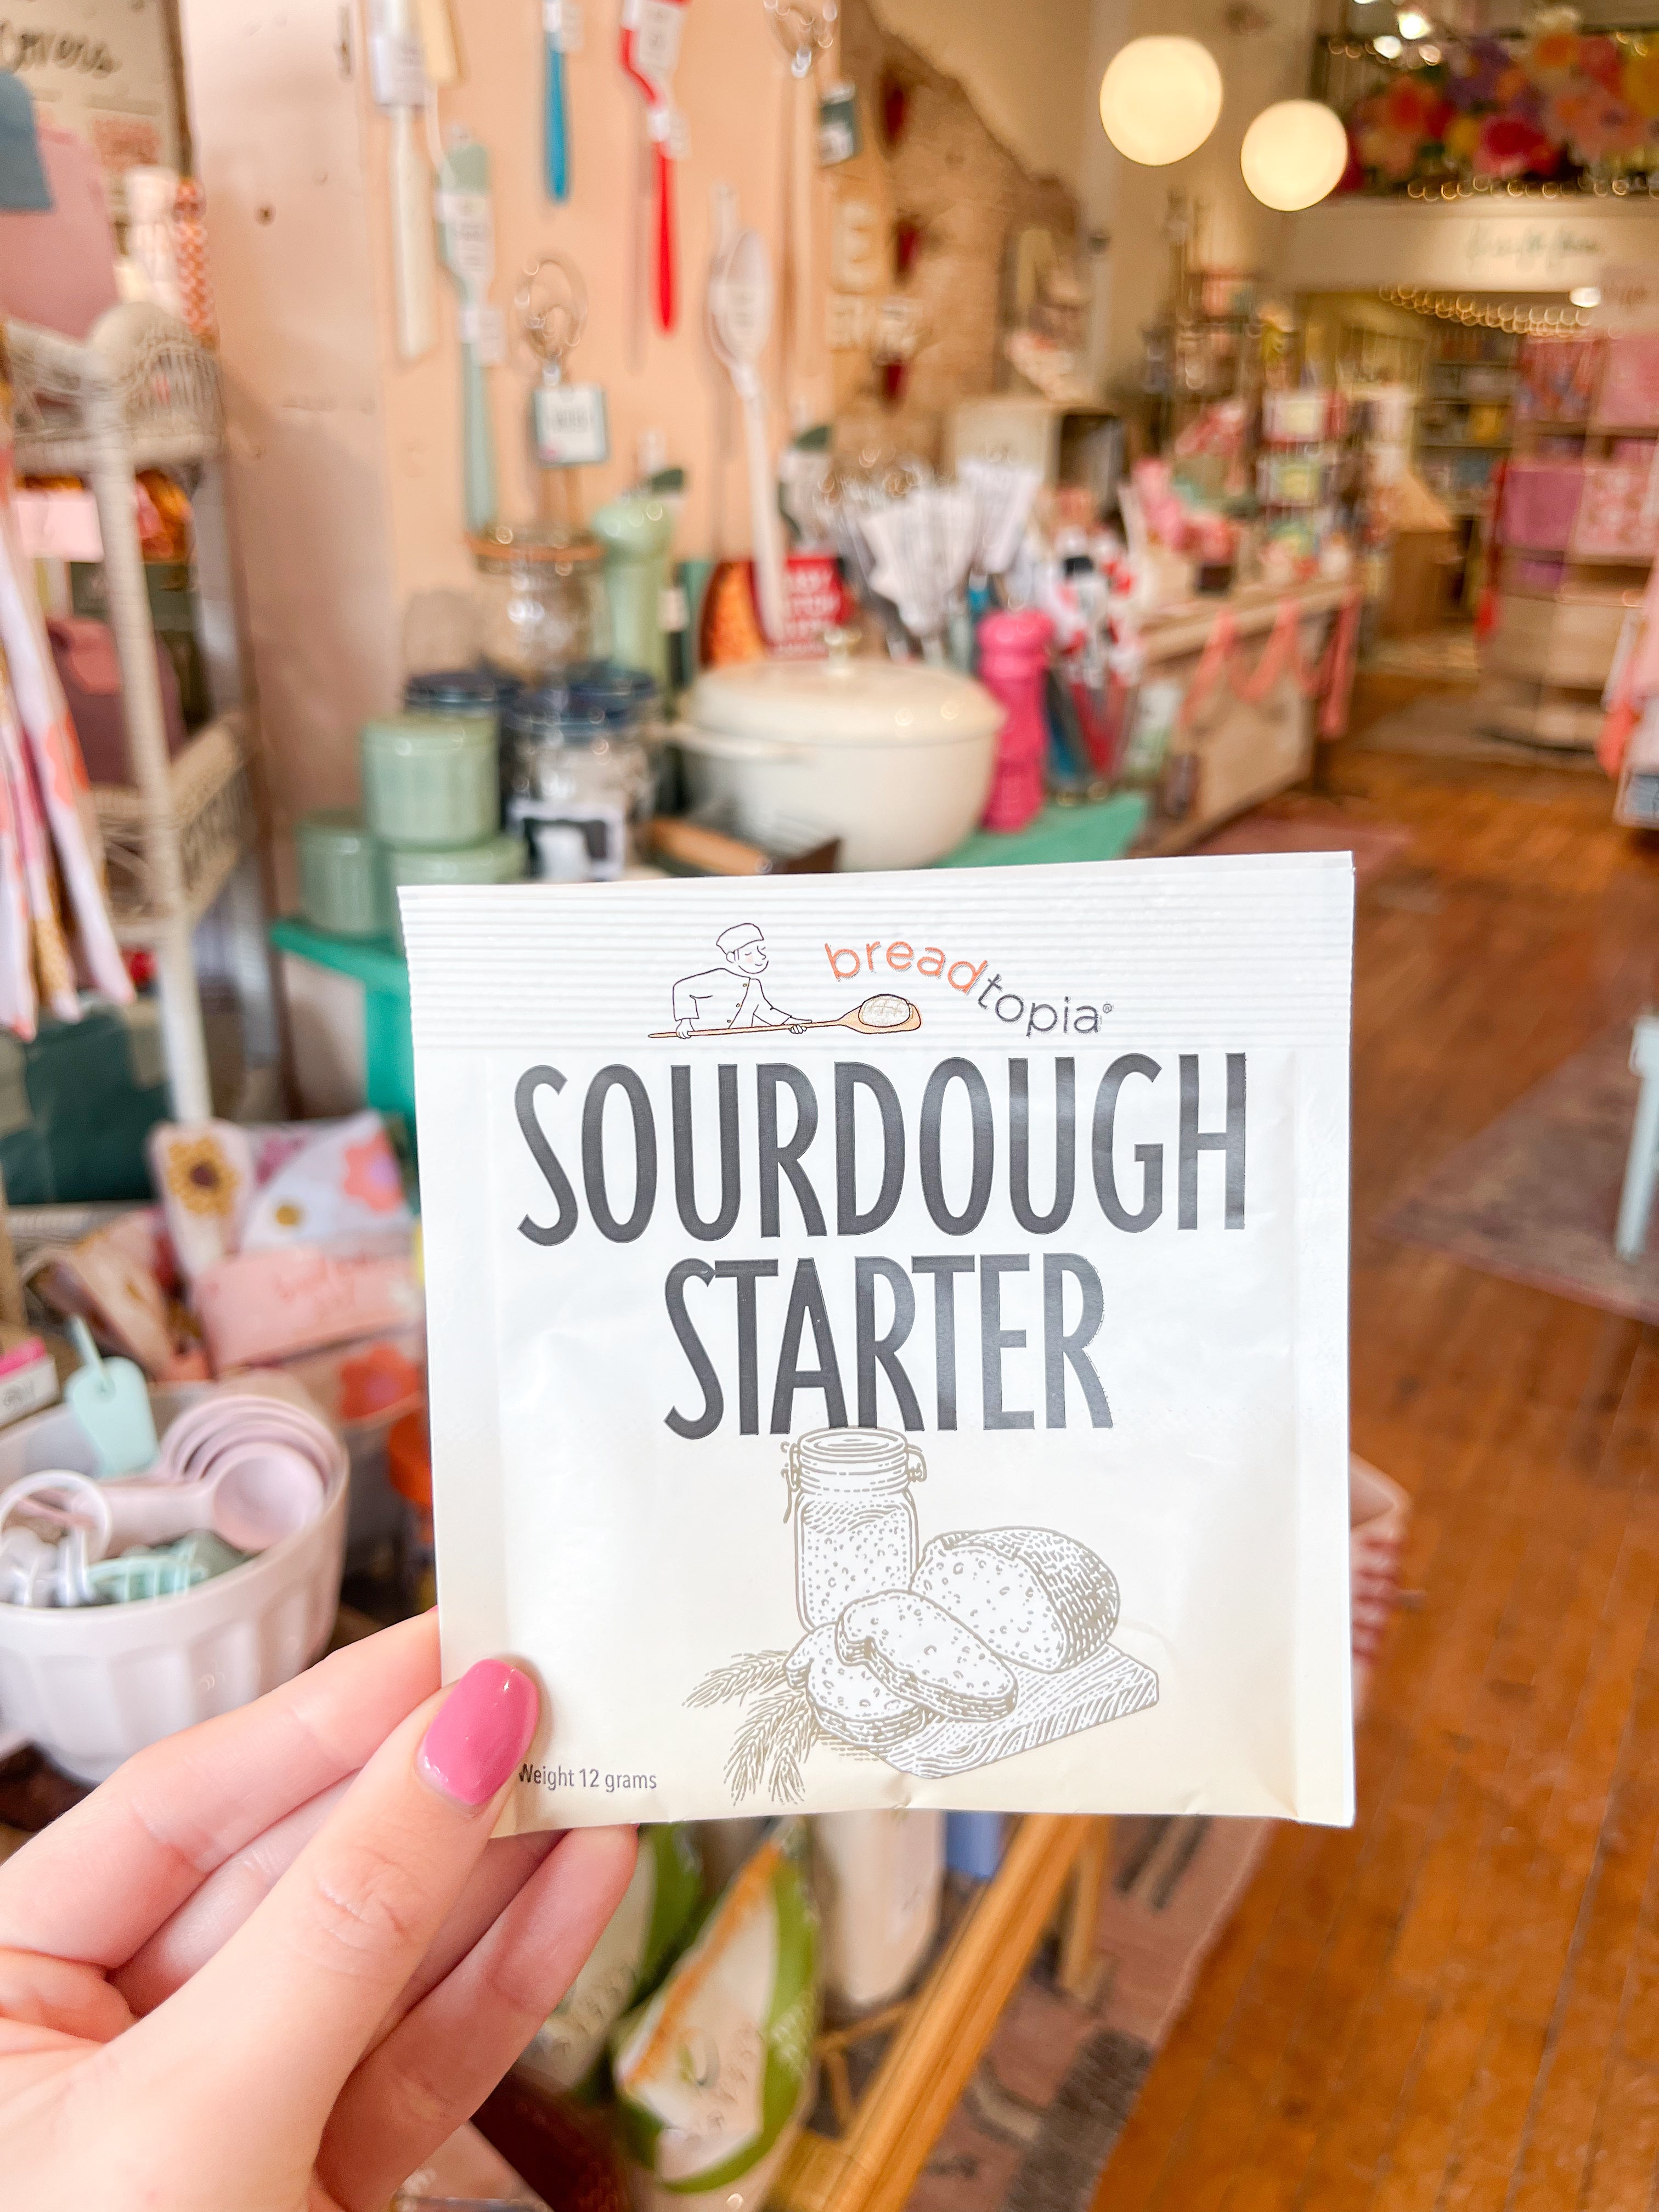 breadtopia®
SOURDOUGH
STARTER
Weight 12 grams